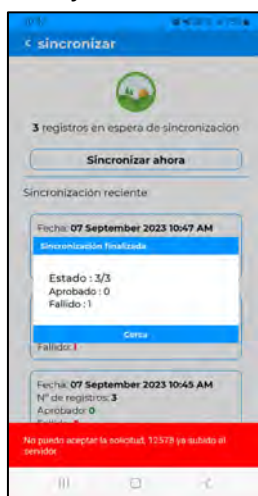 < sincronizar
3 registros en espera de sincronización
Sincronizar ahora
Sincronización reciente
Fecha: 07 September 2023 10:47 AM
Sincronización finalizada
Estado : 3/3
Aprobado : 0
Fallido : 1
Cerca
Fallido: 1
Fecha: 07 September 2023 10:45 AM
N° de registros: 3
Aprobado: 0
No puedo aceptar la solicitud, 12578 ya subido al
servidor